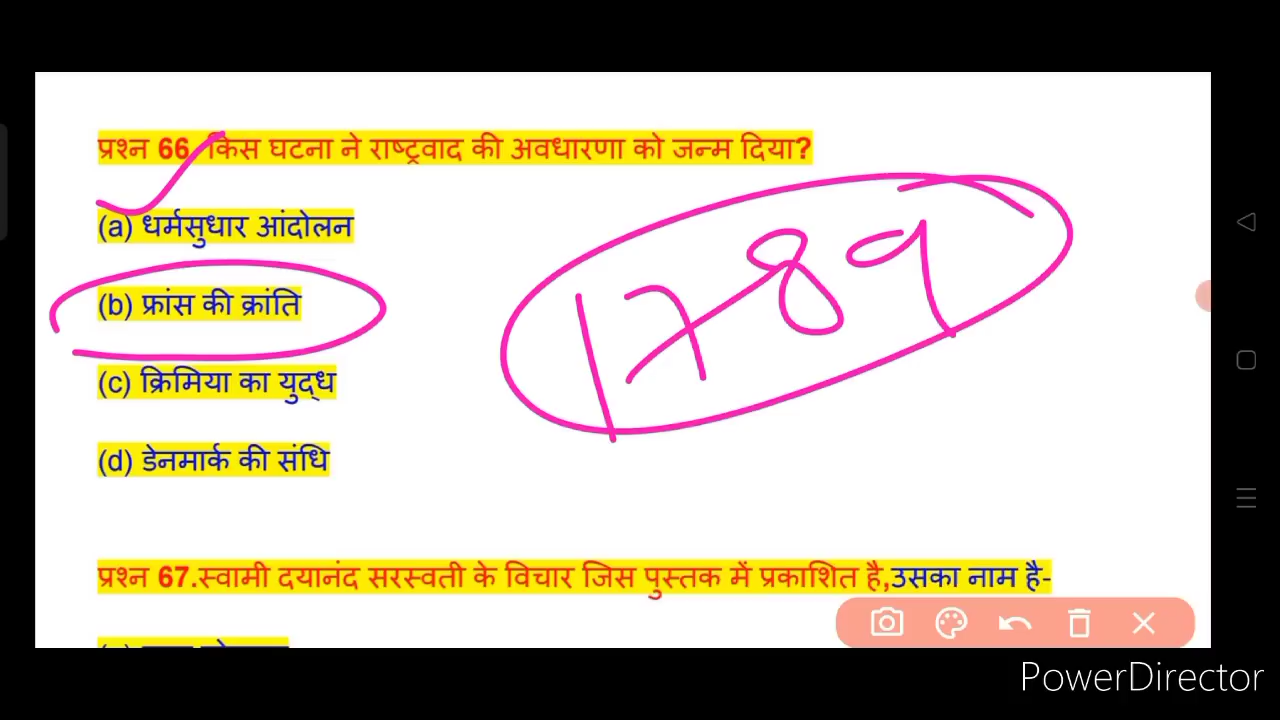 प्रश्न 66. किस घटना ने राष्ट्रवाद की अवधारणा को जन्म दिया?
(a) धर्मसुधार आंदोलन
(b) फ्रांस की क्रांति
1789
(c) क्रिमिया का युद्ध
(d) डेनमार्क की संधि
प्रश्न 67.स्वामी दयानंद सरस्वती के विचार जिस पुस्तक में प्रकाशित है,उसका नाम है-
PowerDirector